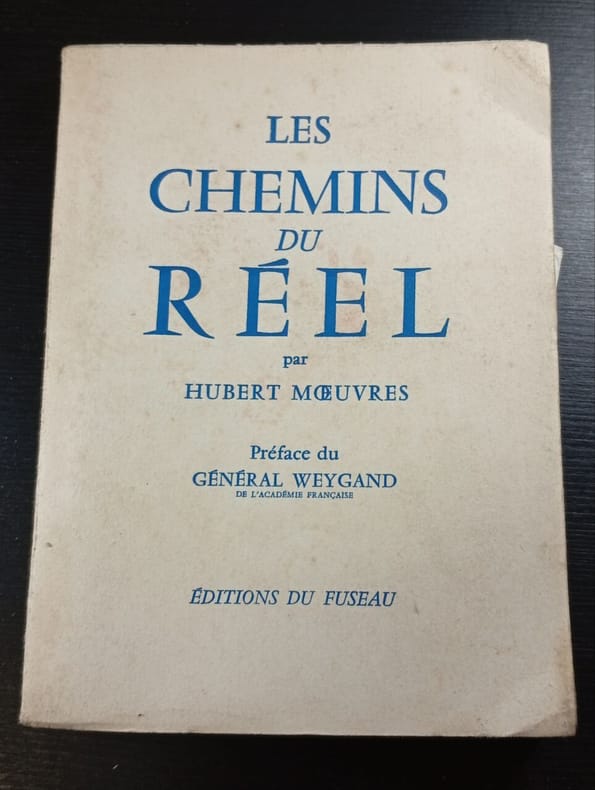 LES
CHEMINS
DU
RÉEL
par
HUBERT MŒUVRES
Préface du
GÉNÉRAL WEYGAND
DE L'ACADÉMIE FRANÇAISE
ÉDITIONS DU FUSEAU